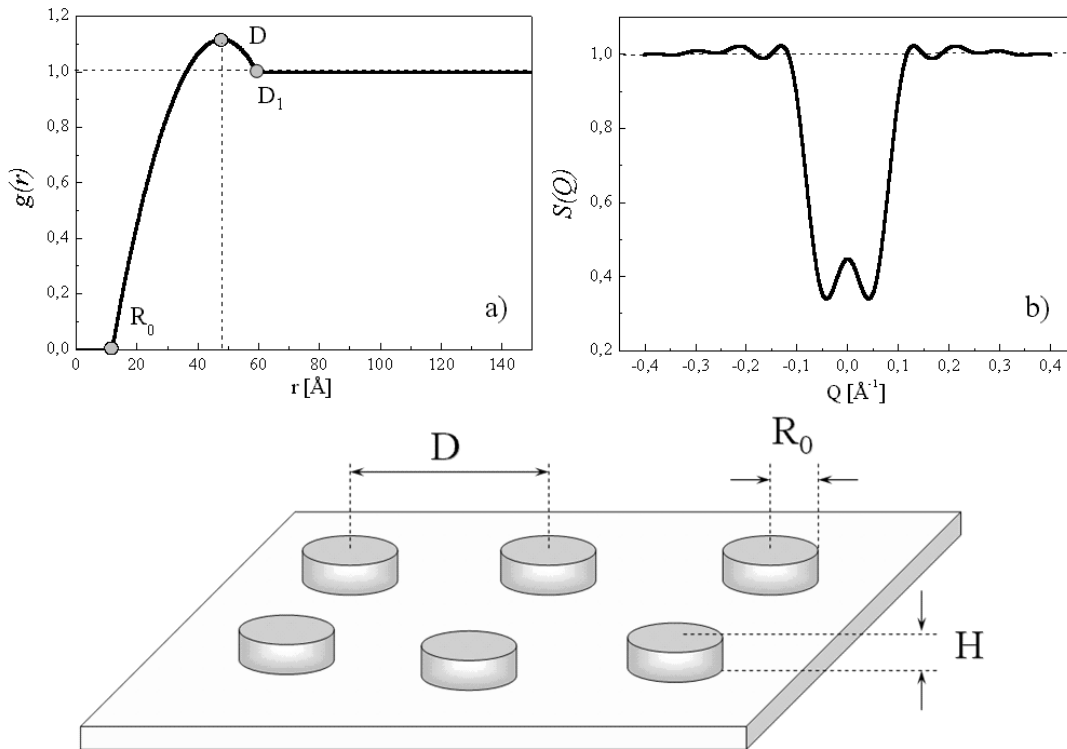 1,2
1,0
0,8
0,6
0,4
0,2
0,0
g(r)
D
D1
R0
a)
0 20 40 60 80 100 120 140
r [Å]
1,0
0,8
0,6
0,4
0,2
S(Q)
b)
-0,4 -0,3 -0,2 -0,1 0,0 0,1 0,2 0,3 0,4
Q [Å-1]
D
R0
H